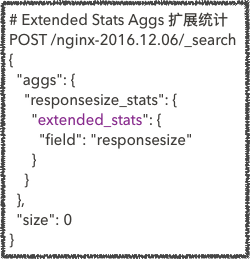 # Extended Stats Aggs 扩展统计
POST /nginx-2016.12.06/_search
{
  "aggs": {
    "responsesize_stats": {
      "extended_stats": {
        "field": "responsesize"
      }
    }
  },
  "size": 0
}